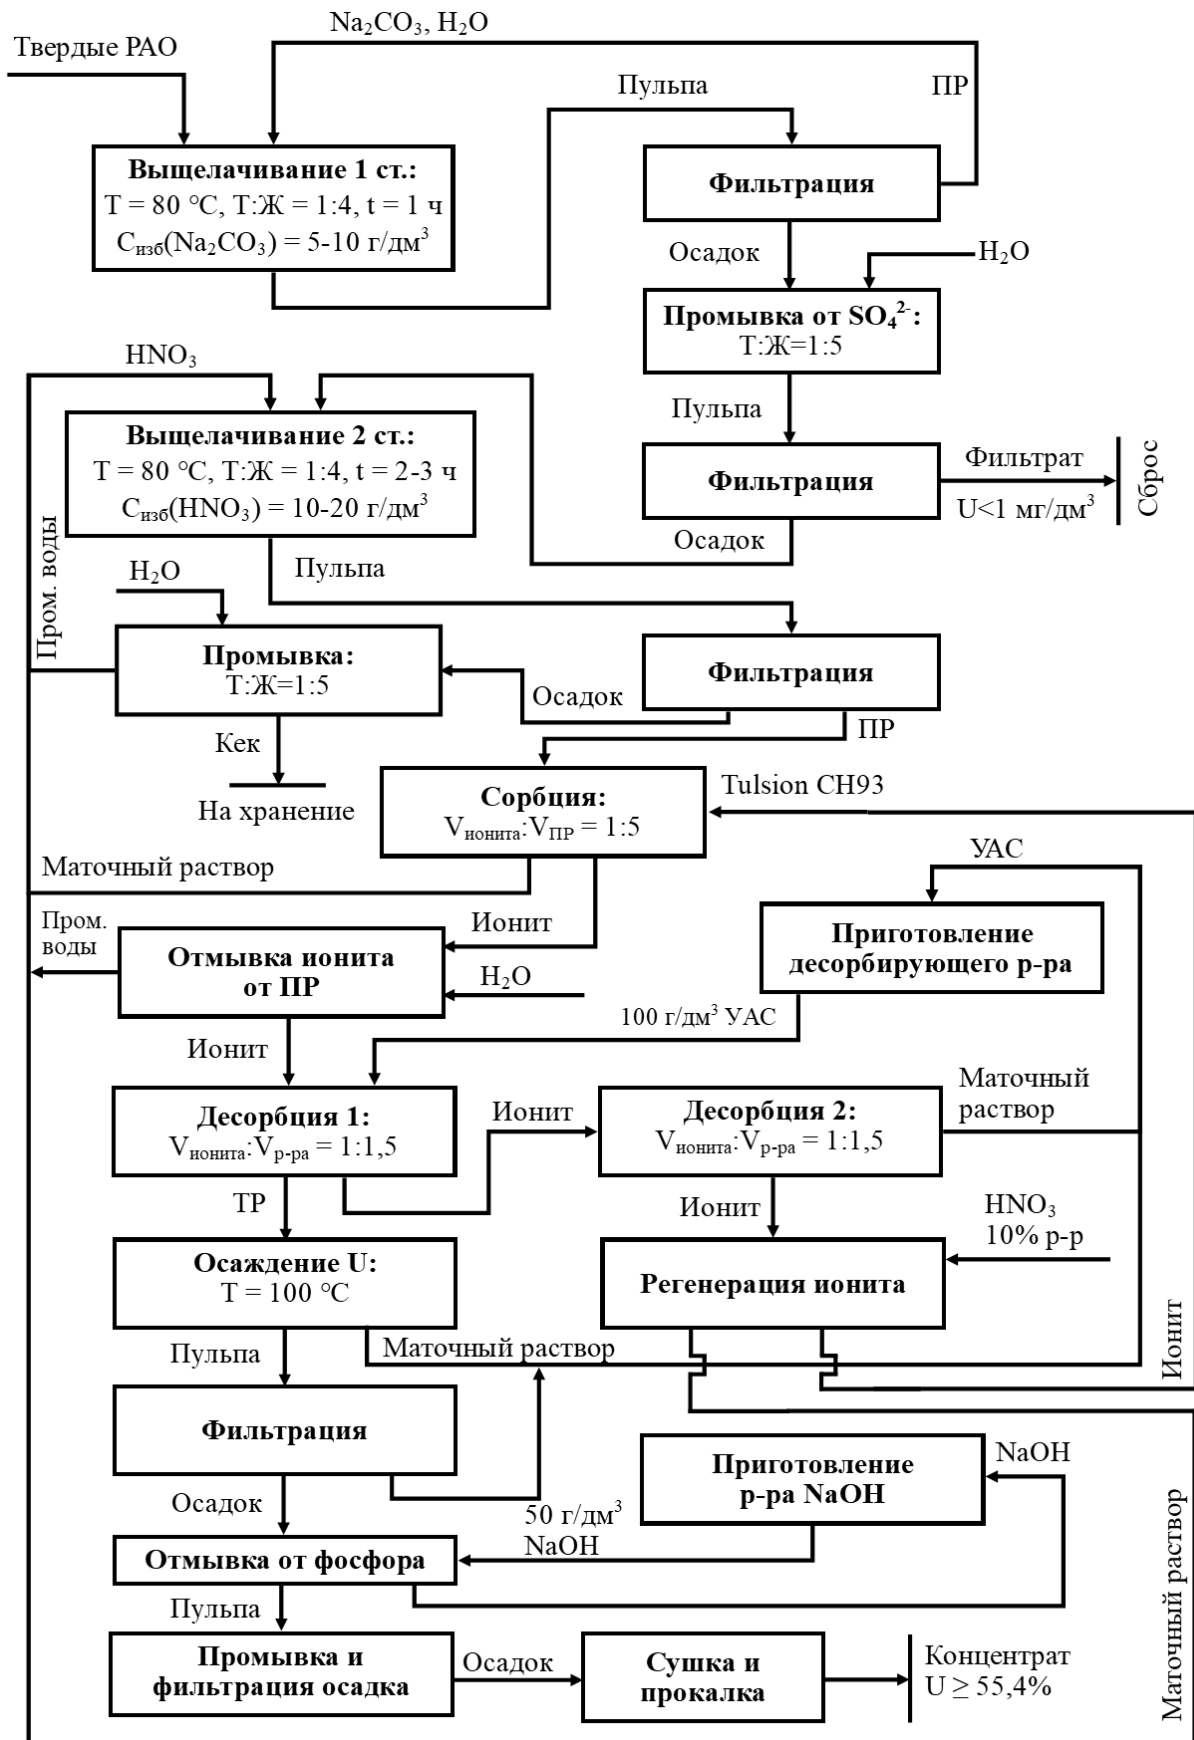 Na₂CO₃, H₂O
Твердые РАО
Пульпа
ПР
Выщелачивание 1 ст.:
T = 80 °C, Т:Ж = 1:4, t = 1 ч
Cизб(Na₂CO₃) = 5-10 г/дм³
Фильтрация
Осадок
H₂O
Промывка от SO₄²⁻:
Т:Ж=1:5
HNO₃
Пульпа
Выщелачивание 2 ст.:
T = 80 °C, Т:Ж = 1:4, t = 2-3 ч
Cизб(HNO₃) = 10-20 г/дм³
Фильтрация
Фильтрат
U<1 мг/дм³
Сброс
Осадок
Пульпа
Пром. воды
H₂O
Промывка:
Т:Ж=1:5
Фильтрация
Осадок
ПР
Кек
На хранение
Сорбция:
Vионита:VПР = 1:5
Tulsion CH93
Маточный раствор
УАС
Пром.
воды
Ионит
Отмывка ионита
от ПР
H₂O
Приготовление
десорбирующего р-ра
100 г/дм³ УАС
Ионит
Десорбция 1:
Vионита:Vр-ра = 1:1,5
Ионит
Десорбция 2:
Vионита:Vр-ра = 1:1,5
Маточный
раствор
ТР
Ионит
HNO₃
10% р-р
Осаждение U:
T = 100 °C
Регенерация ионита
Пульпа
Маточный раствор
Ионит
Фильтрация
Приготовление
р-ра NaOH
NaOH
Осадок
50 г/дм³
NaOH
Отмывка от фосфора
Пульпа
Маточный раствор
Промывка и
фильтрация осадка
Осадок
Сушка и
прокалка
Концентрат
U ≥ 55,4%